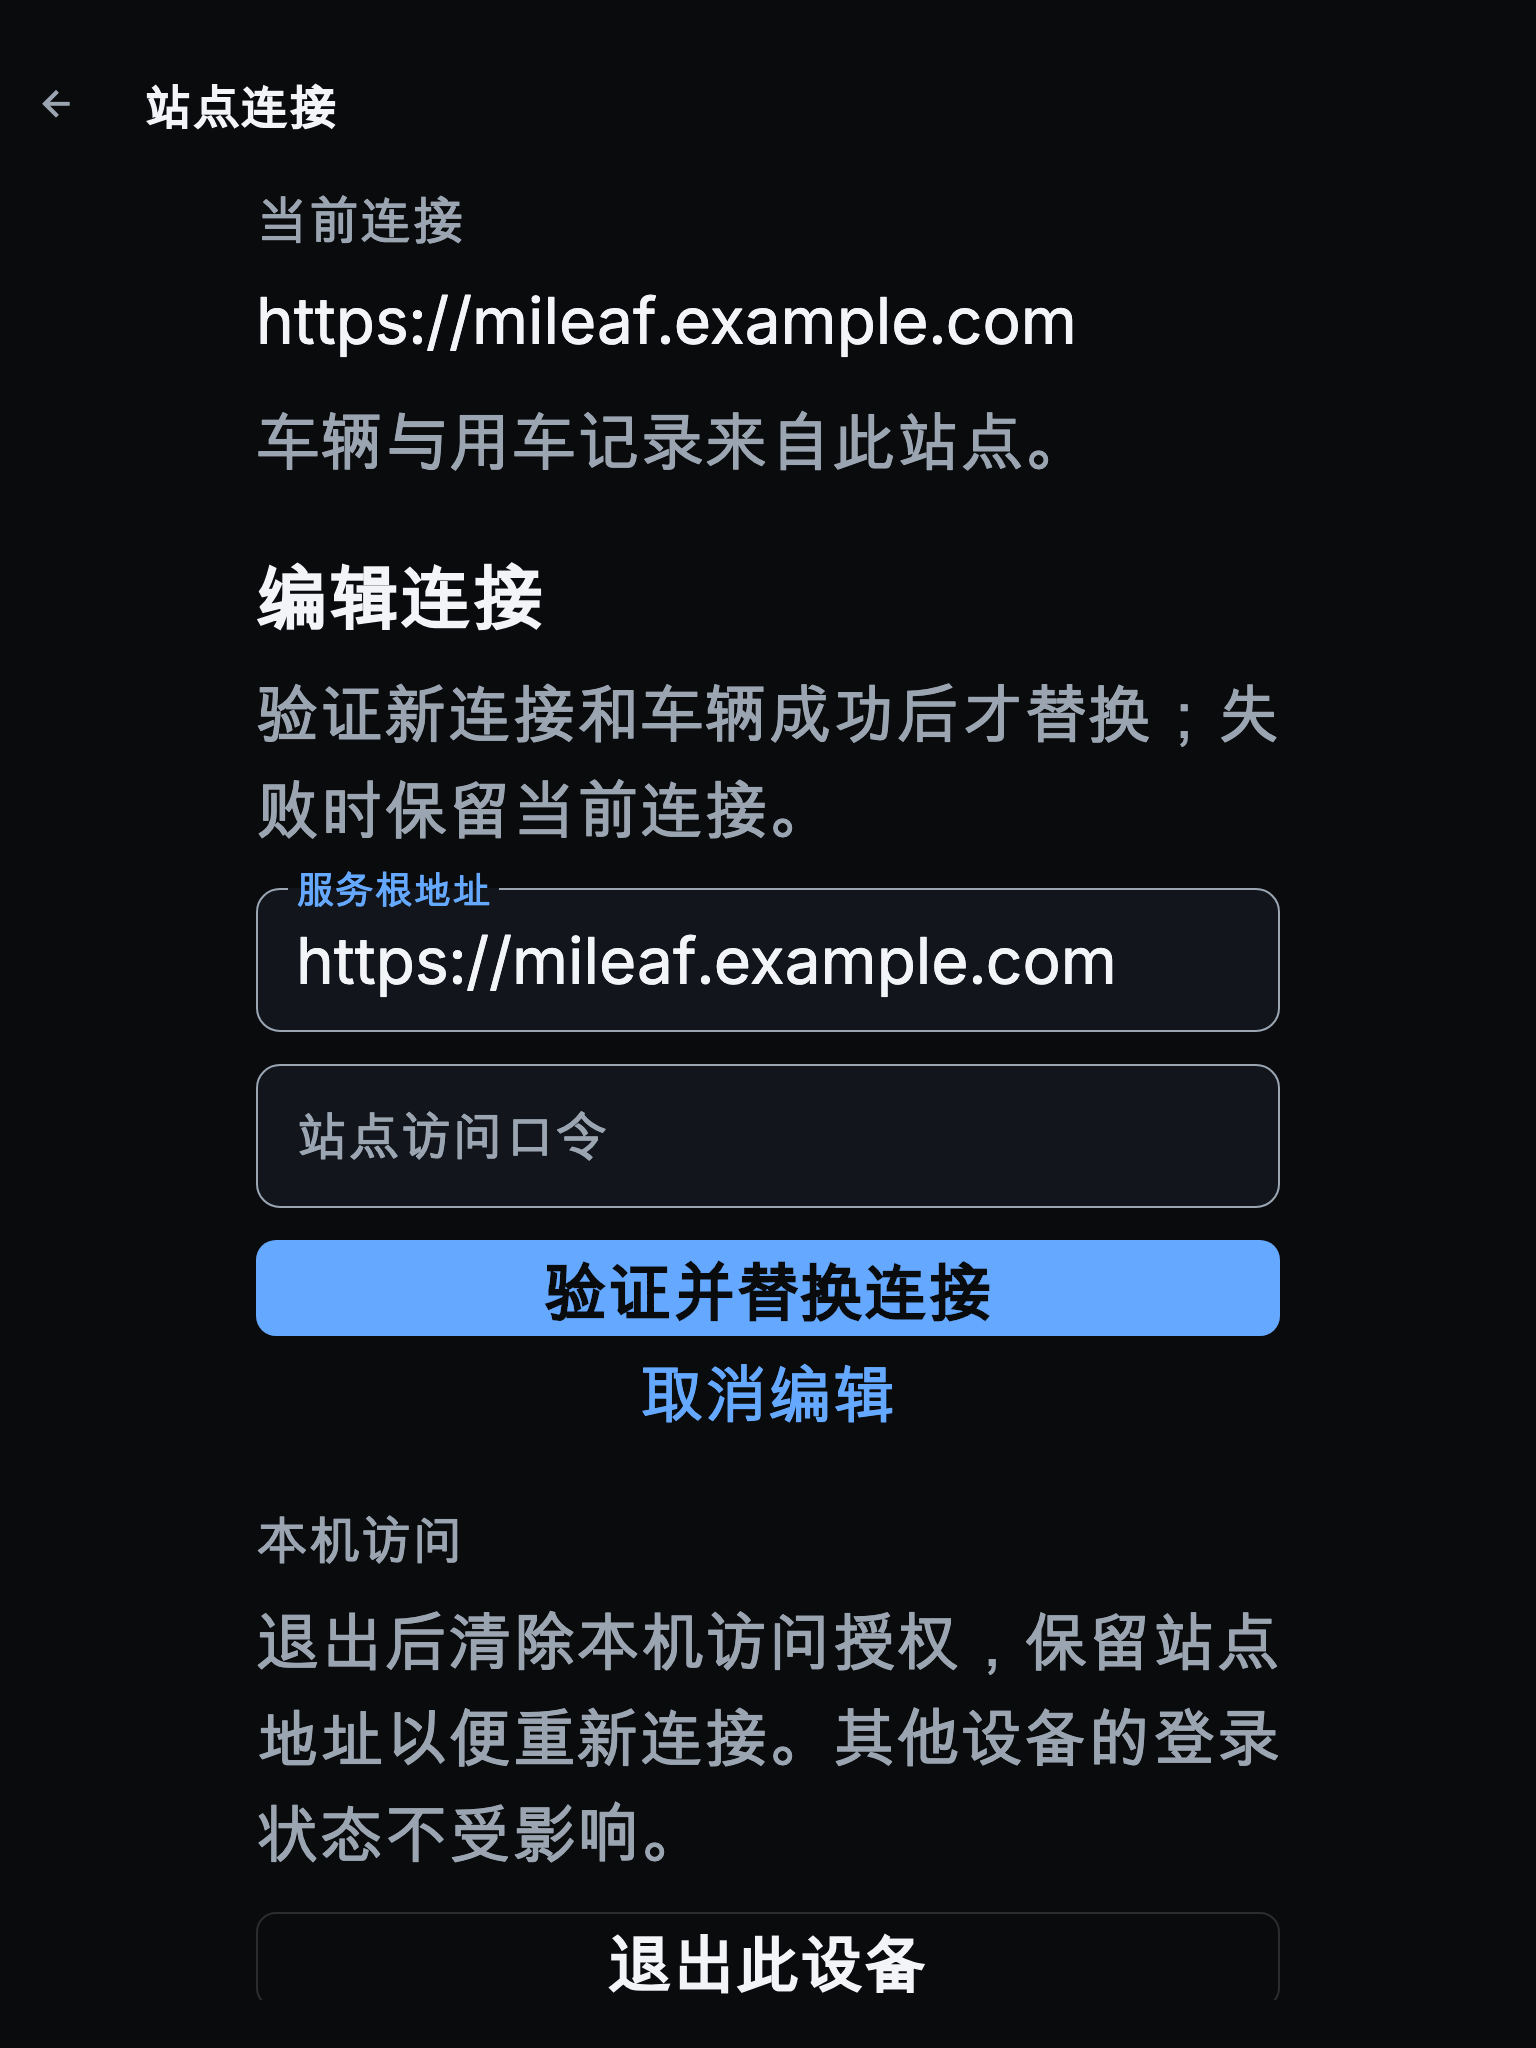 站点连接
当前连接
https://mileaf.example.com
车辆与用车记录来自此站点。
编辑连接
验证新连接和车辆成功后才替换；失
败时保留当前连接。
服务根地址
https://mileaf.example.com
站点访问口令
验证并替换连接
取消编辑
本机访问
退出后清除本机访问授权，保留站点
地址以便重新连接。其他设备的登录
状态不受影响。
退出此设备